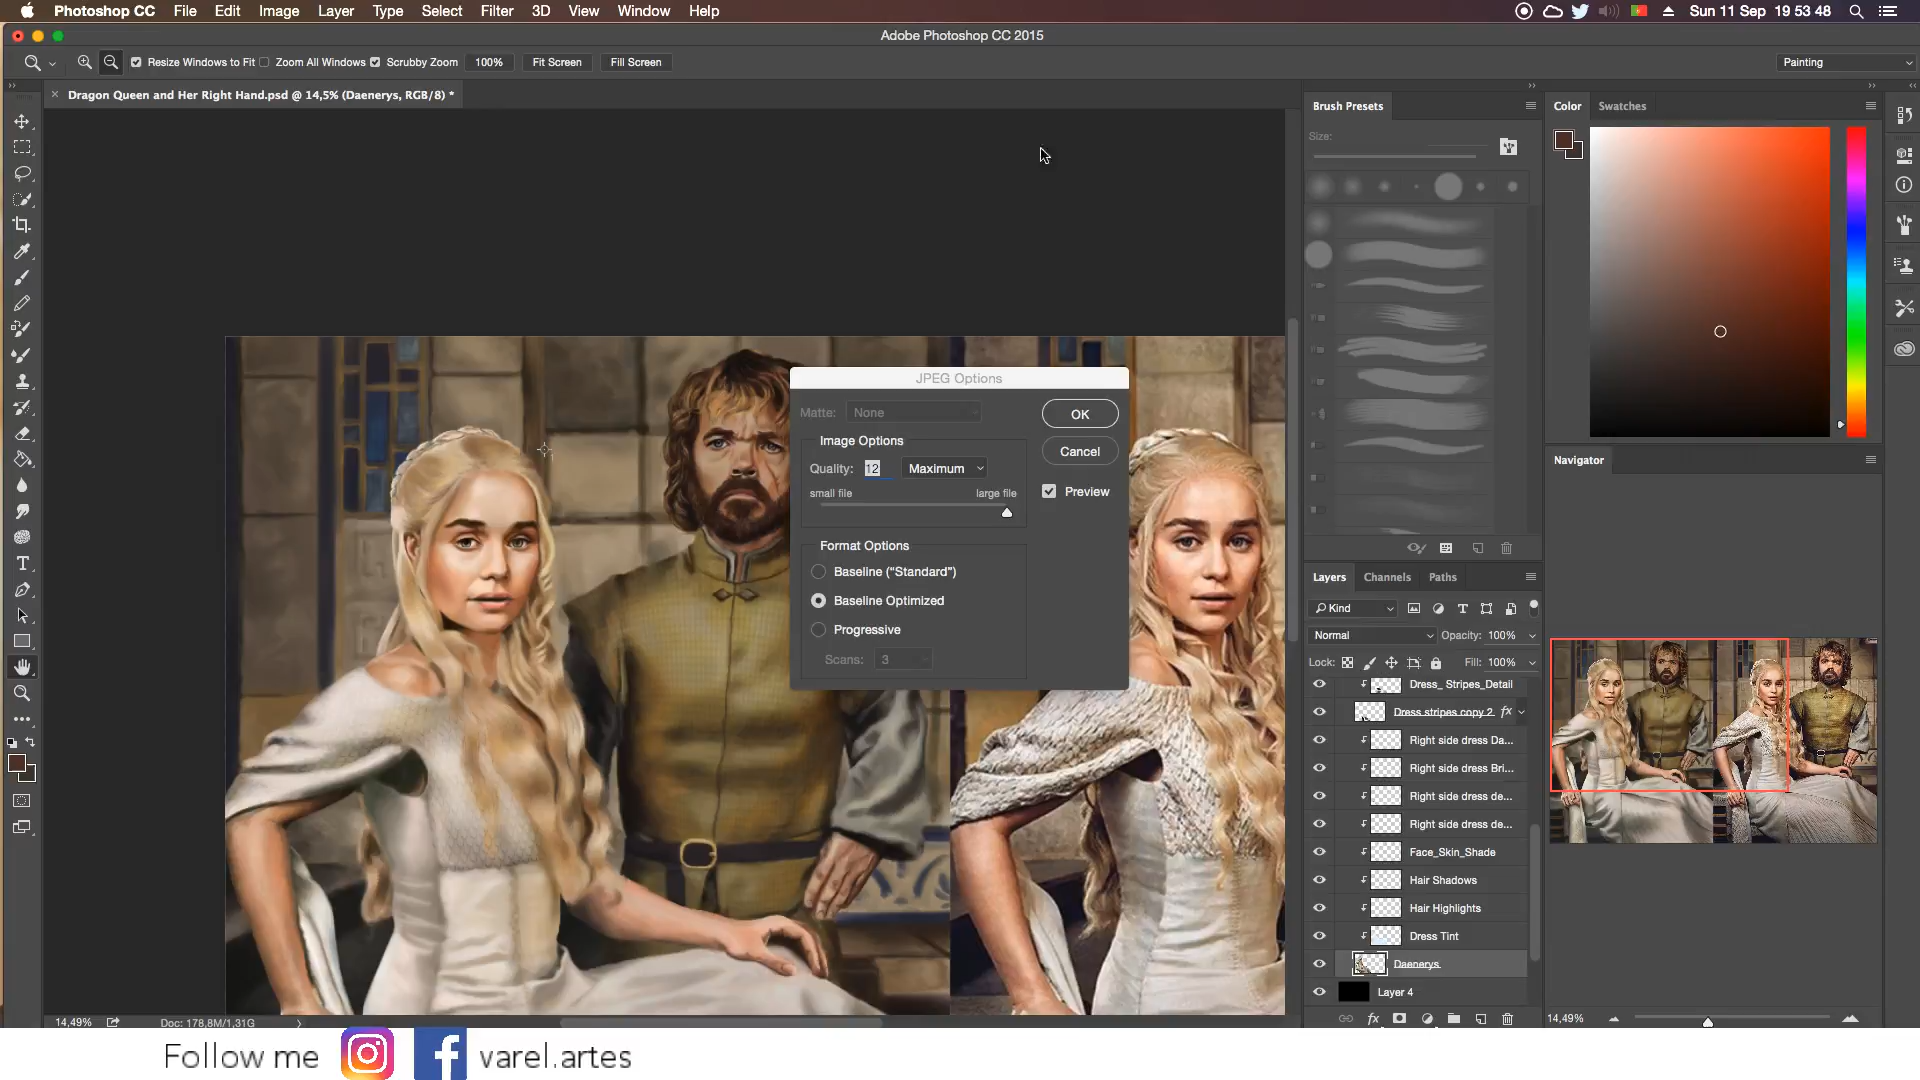 Photoshop CC File Edit Image Layer Type Select Filter 3D View Window Help Sun 11 Sep 19 53 48
Adobe Photoshop CC 2015
Resize Windows to Fit Zoom All Windows Scrubby Zoom 100% Fit Screen Fill Screen Painting
Dragon Queen and Her Right Hand.psd @ 14,5% (Daenerys, RGB/8) *
Brush Presets
Size:
Color Swatches
Navigator
JPEG Options
Matte: None
OK
Image Options
Cancel
Quality: 12 Maximum
small file large file
Preview
Format Options
Baseline (“Standard”)
Baseline Optimized
Progressive
Scans: 3
Layers Channels Paths
Kind
Normal Opacity: 100%
Lock: Fill: 100%
Dress_ Stripes_Detail
Dress stripes copy 2 fx
Right side dress Da...
Right side dress Bri...
Right side dress de...
Right side dress de...
Face_Skin_Shade
Hair Shadows
Hair Highlights
Dress Tint
Daenerys
Layer 4
fx
14,49%
14,49% Doc: 178,8M/1,31G
Follow me varel.artes